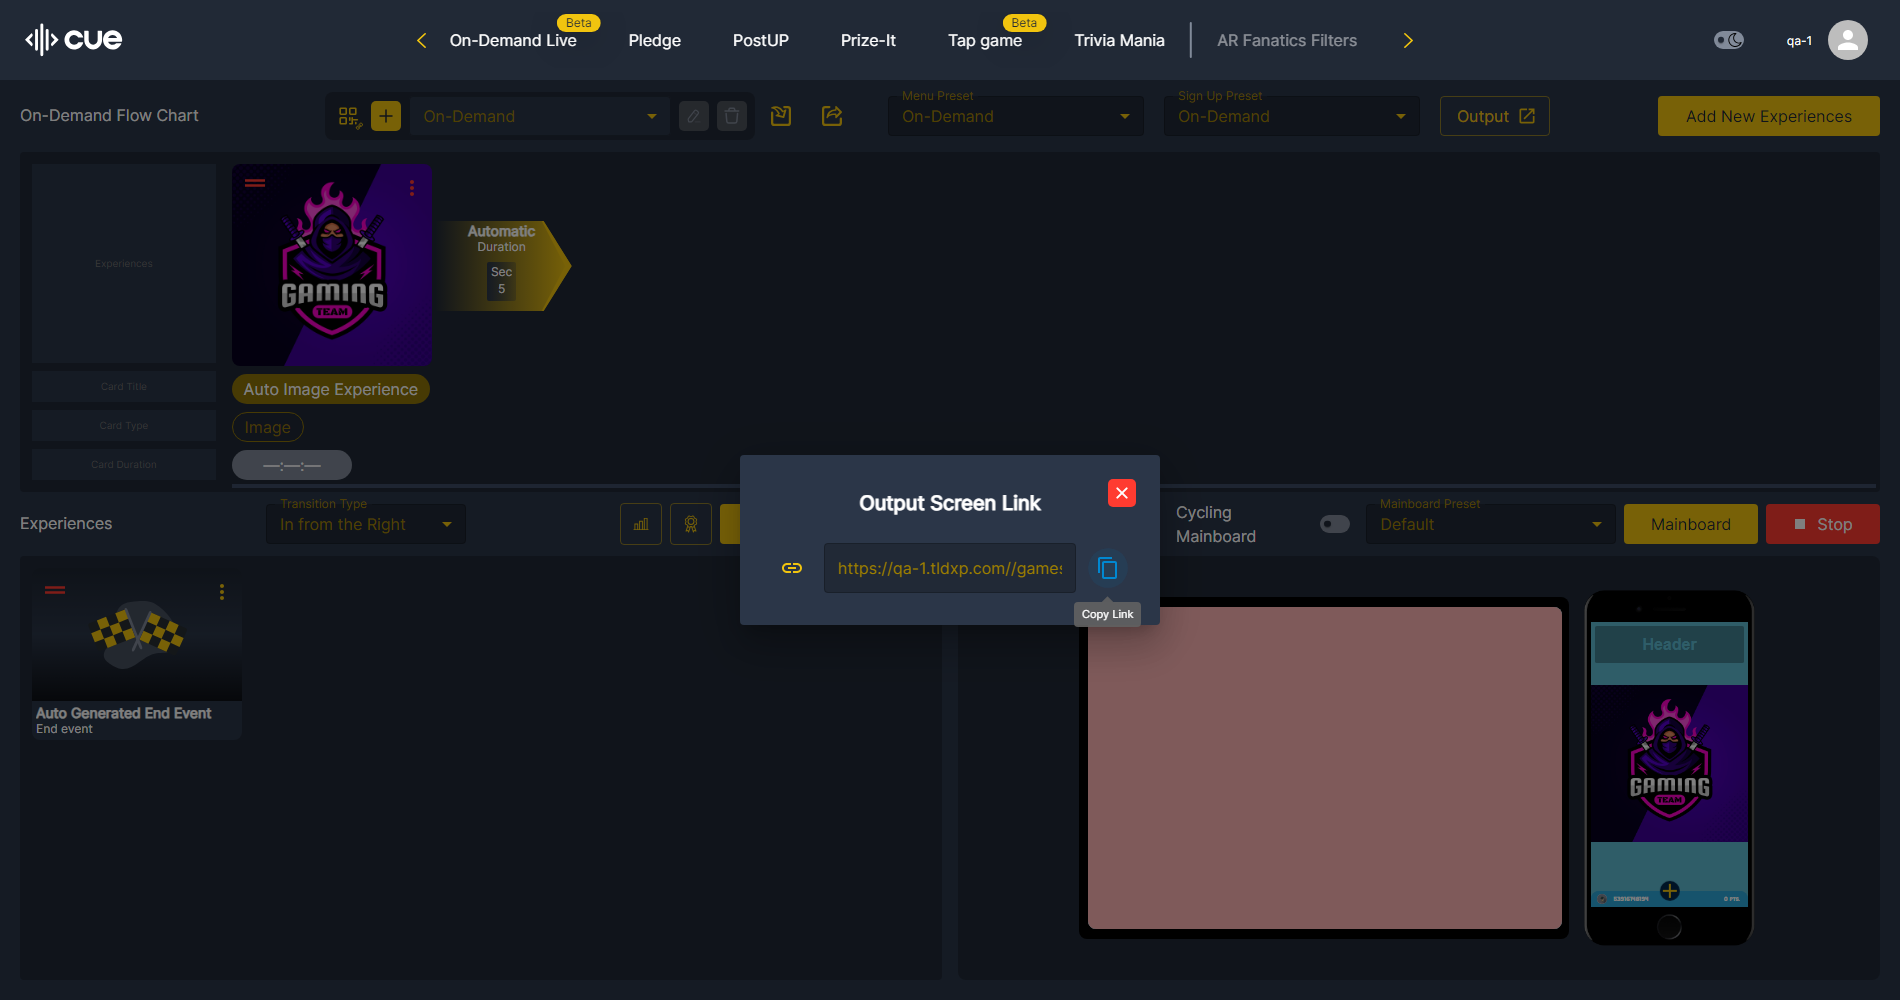 cue
On-Demand Live
Beta
Pledge
PostUP
Prize-It
Tap game
Beta
Trivia Mania
AR Fanatics Filters
qa-1
On-Demand Flow Chart
On-Demand
Menu Preset
On-Demand
Sign Up Preset
On-Demand
Output
Add New Experiences
Experiences
Card Title
Card Type
Card Duration
GAMING
TEAM
Automatic
Duration
Sec
5
Auto Image Experience
Image
—:—:—
Output Screen Link
https://qa-1.tldxp.com//games
Copy Link
Experiences
Transition Type
In from the Right
Cycling
Mainboard
Mainboard Preset
Default
Mainboard
Stop
Auto Generated End Event
End event
Header
GAMING
TEAM
0 PTS.